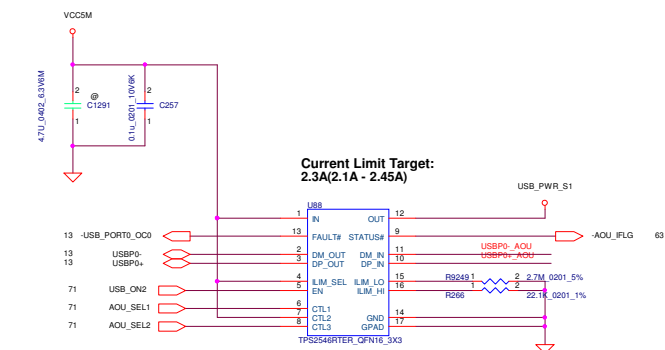 VCC5M
4.7U_0402_6.3V6M
2
@
C1291
1
0.1u_0201_10V6K
2
C257
1
Current Limit Target:
2.3A(2.1A - 2.45A)
USB_PWR_S1
U88
1 IN OUT 12
13 -USB_PORT0_OC0 13 FAULT# STATUS# 9 -AOU_IFLG 63
13 USBP0- 2 DM_OUT DM_IN 11 USBP0-_AOU
13 USBP0+ 3 DP_OUT DP_IN 10 USBP0+_AOU
4 ILIM_SEL ILIM_LO 15 R9249 1 2 2.7M_0201_5%
71 USB_ON2 5 EN ILIM_HI 16 R266 1 2 22.1K_0201_1%
71 AOU_SEL1 6 CTL1
7 CTL2 GND 14
71 AOU_SEL2 8 CTL3 GPAD 17
TPS2546RTER_QFN16_3X3